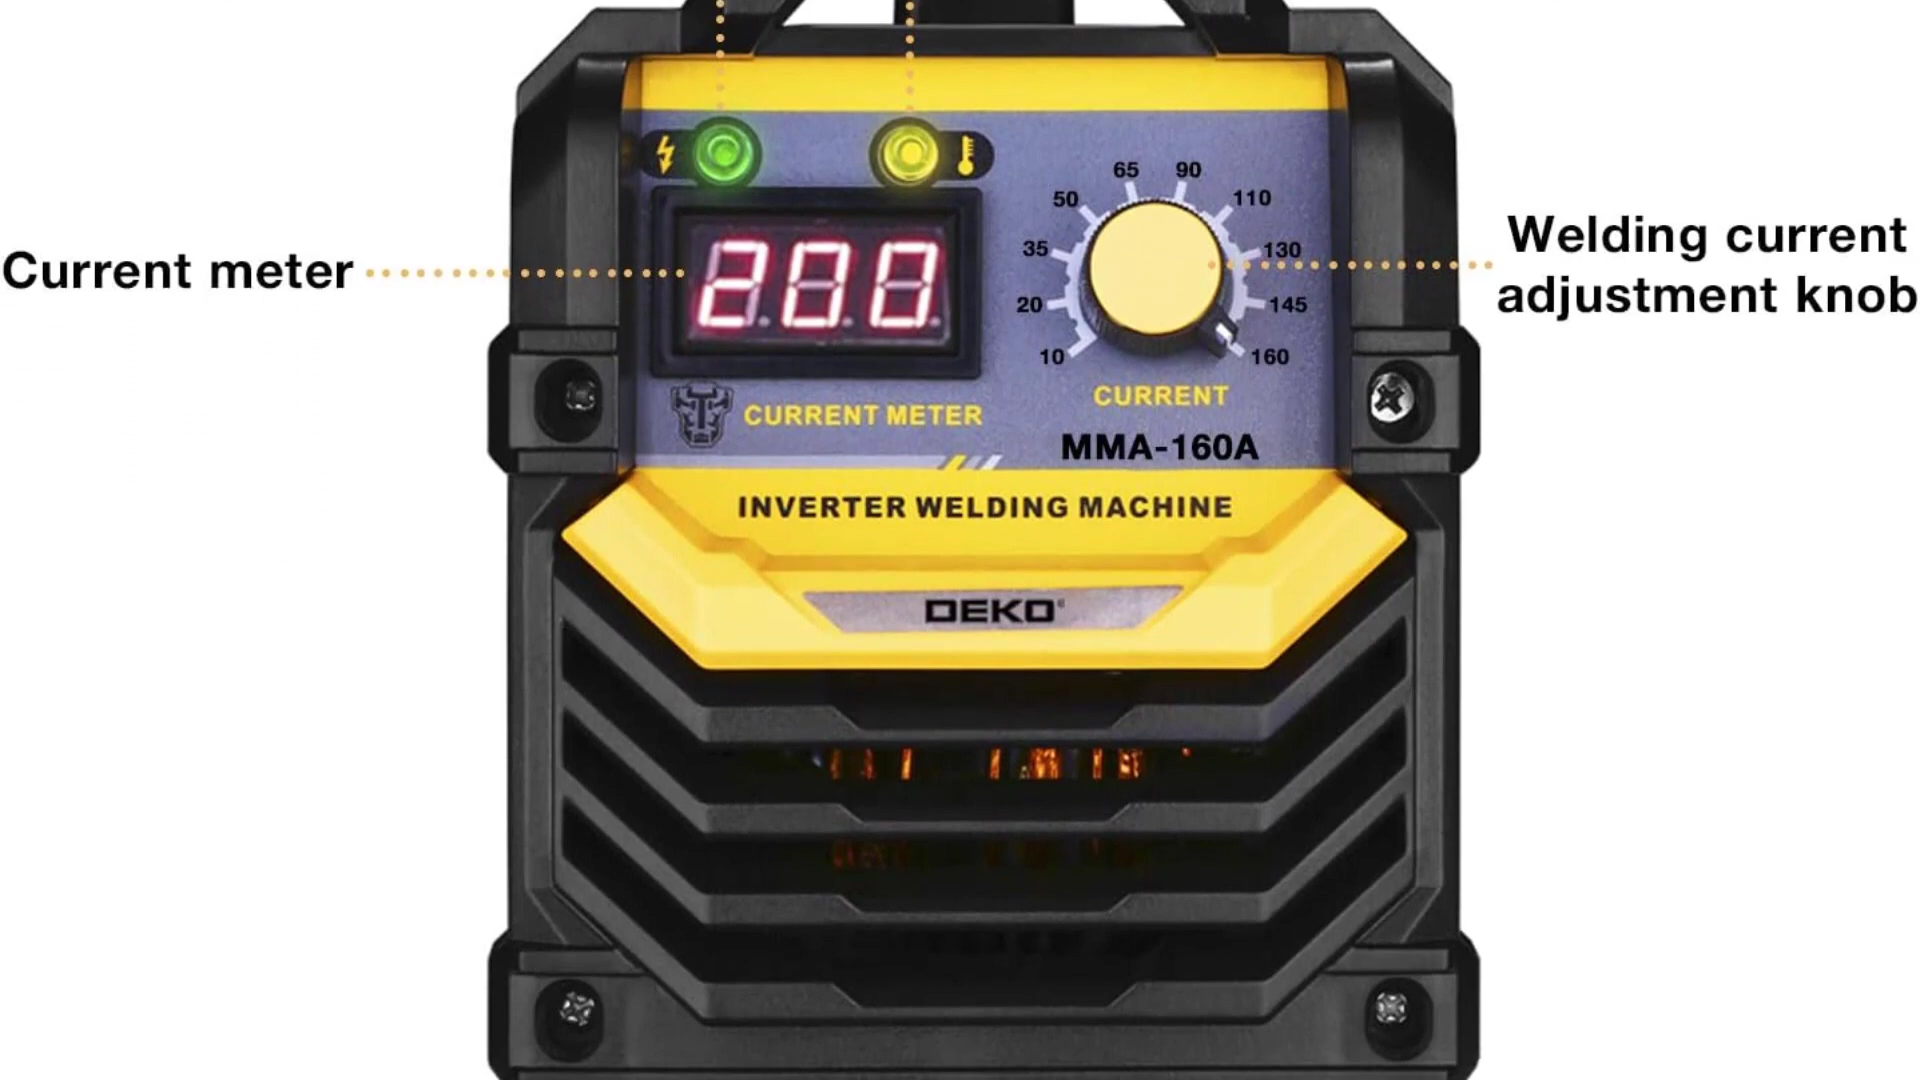 Current meter
200
CURRENT METER
10
20
35
50
65
90
110
130
145
160
CURRENT
MMA-160A
Welding current
adjustment knob
INVERTER WELDING MACHINE
DEKO®